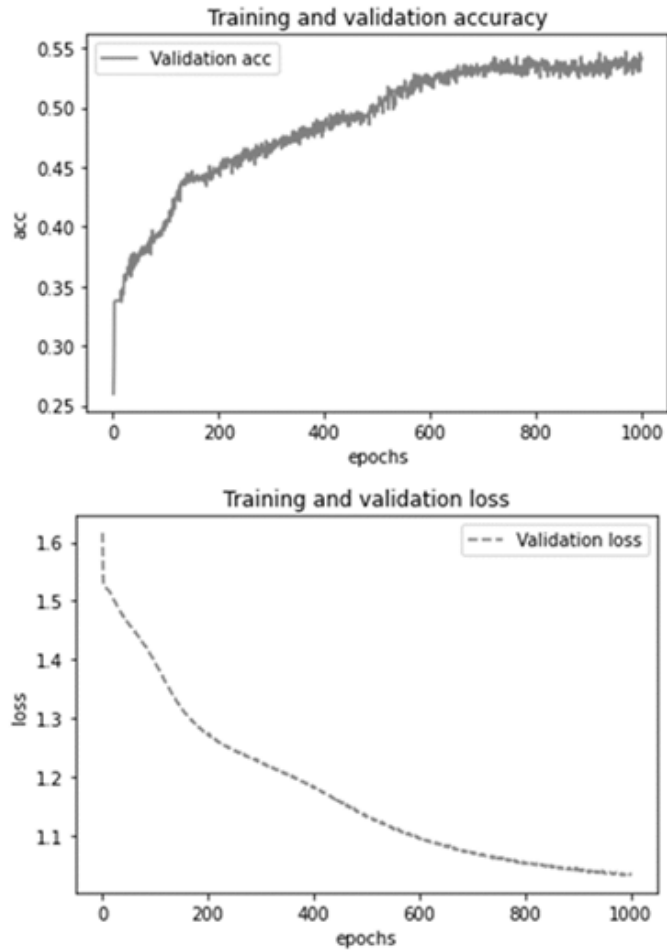 Training and validation accuracy
Validation acc
0.55
0.50
0.45
0.40
0.35
0.30
0.25
acc
0 200 400 600 800 1000
epochs
Training and validation loss
Validation loss
1.6
1.5
1.4
1.3
1.2
1.1
loss
0 200 400 600 800 1000
epochs